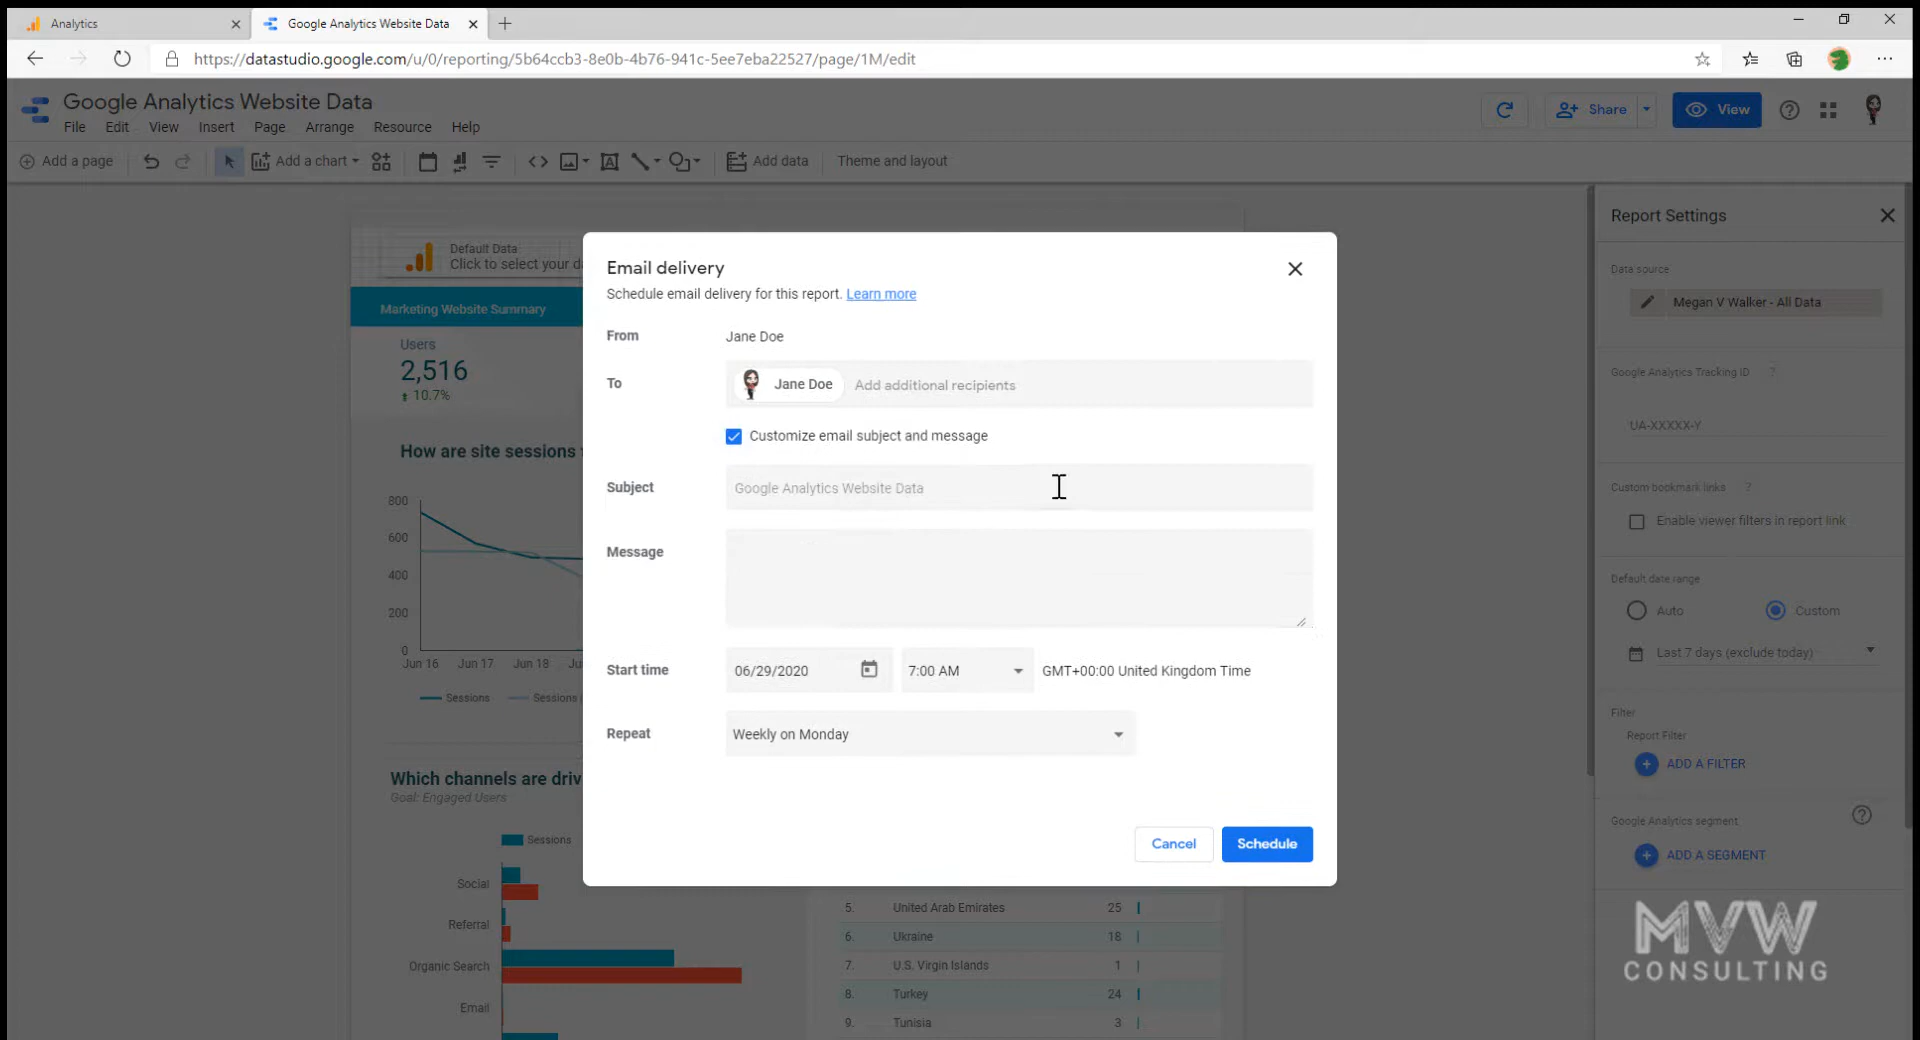 Analytics
Google Analytics Website Data
https://datastudio.google.com/u/0/reporting/5b64ccb3-8e0b-4b76-941c-5ee7eba22527/page/1M/edit
Google Analytics Website Data
File Edit View Insert Page Arrange Resource Help
Share
View
Add a page
Add a chart
Add data
Theme and layout
Default Data
Click to select your da
Marketing Website Summary
Users
2,516
10.7%
How are site sessions
800
600
400
200
0
Jun 16 Jun 17 Jun 18
Sessions Sessions
Which channels are driv
Goal: Engaged Users
Sessions
Social
Referral
Organic Search
Email
Email delivery
Schedule email delivery for this report. Learn more
From Jane Doe
To Jane Doe Add additional recipients
Customize email subject and message
Subject Google Analytics Website Data
Message
Start time 06/29/2020 7:00 AM GMT+00:00 United Kingdom Time
Repeat Weekly on Monday
Cancel Schedule
5. United Arab Emirates 25
6. Ukraine 18
7. U.S. Virgin Islands 1
8. Turkey 24
9. Tunisia 3
Report Settings
Data source
Megan V Walker - All Data
Google Analytics Tracking ID ?
UA-XXXXX-Y
Custom bookmark links ?
Enable viewer filters in report link
Default date range
Auto Custom
Last 7 days (exclude today)
Filter
Report Filter
ADD A FILTER
Google Analytics segment
ADD A SEGMENT
MVW
CONSULTING